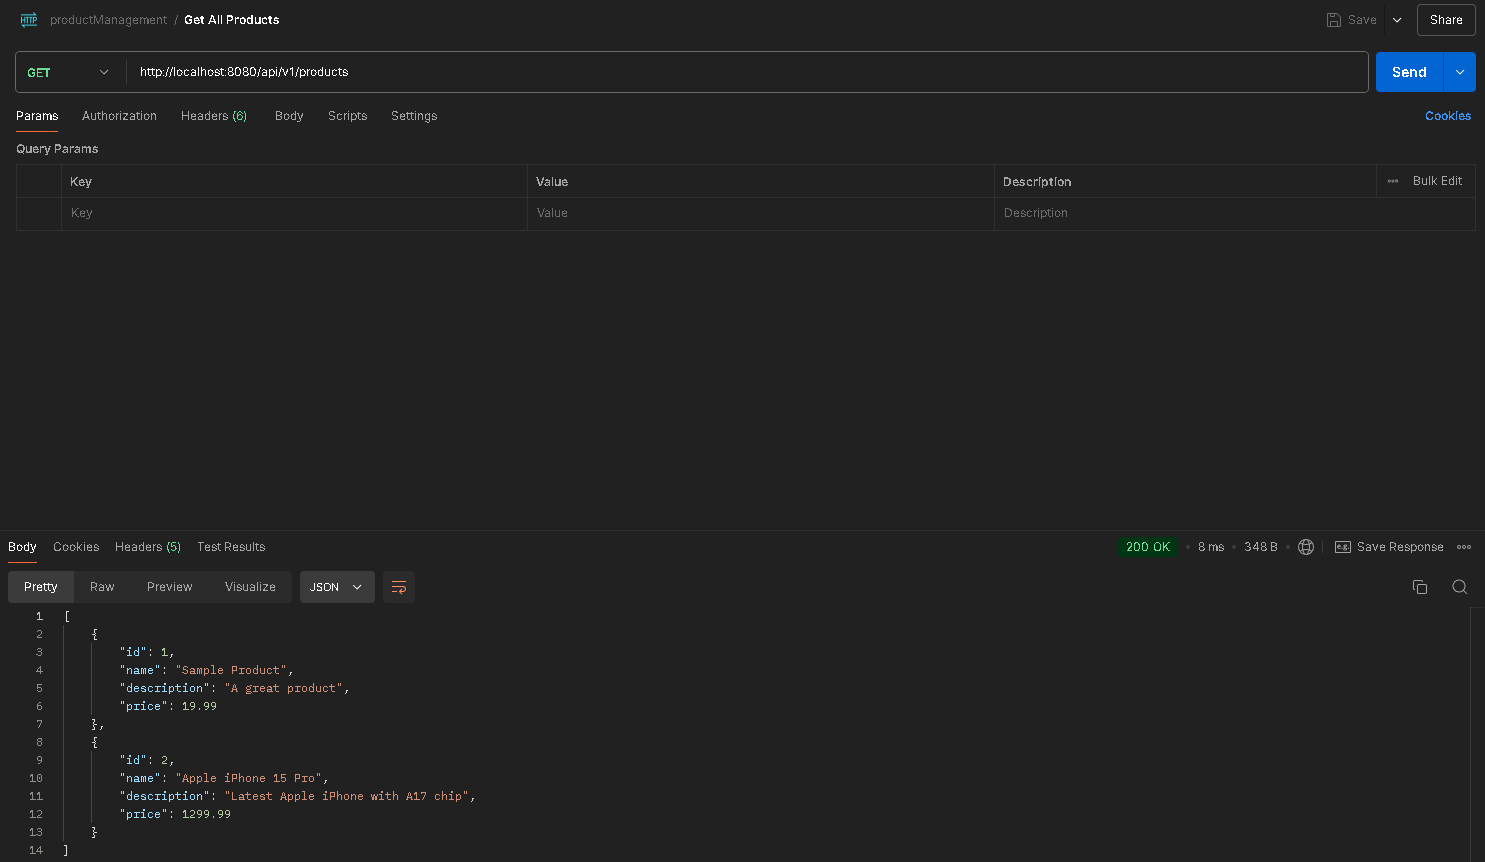 HTTP productManagement / Get All Products Save Share
GET http://localhost:8080/api/v1/products Send
Params Authorization Headers (6) Body Scripts Settings Cookies
Query Params
Key Value Description ••• Bulk Edit
Key Value Description
Body Cookies Headers (5) Test Results 200 OK • 8 ms • 348 B • e.g. Save Response
Pretty Raw Preview Visualize JSON
1 [
2 {
3 "id": 1,
4 "name": "Sample Product",
5 "description": "A great product",
6 "price": 19.99
7 },
8 {
9 "id": 2,
10 "name": "Apple iPhone 15 Pro",
11 "description": "Latest Apple iPhone with A17 chip",
12 "price": 1299.99
13 }
14 ]